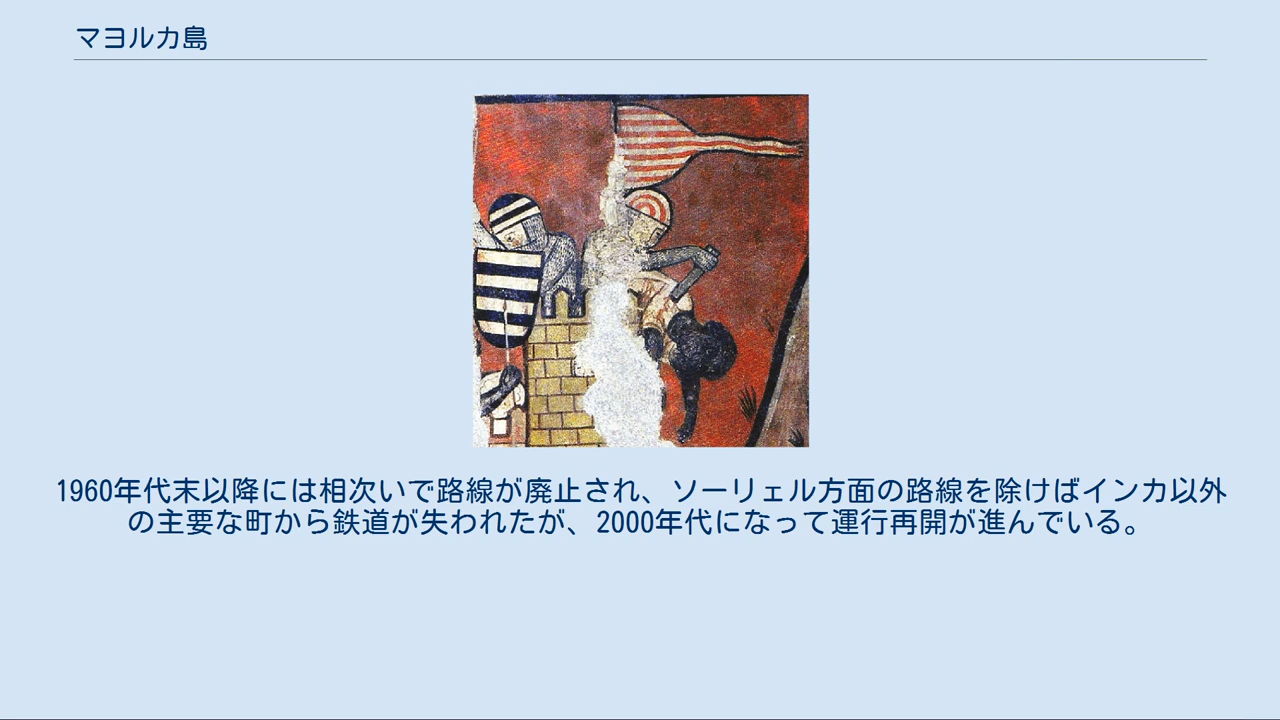 マヨルカ島
1960年代末以降には相次いで路線が廃止され、ソーリェル方面の路線を除けばインカ以外
の主要な町から鉄道が失われたが、2000年代になって運行再開が進んでいる。